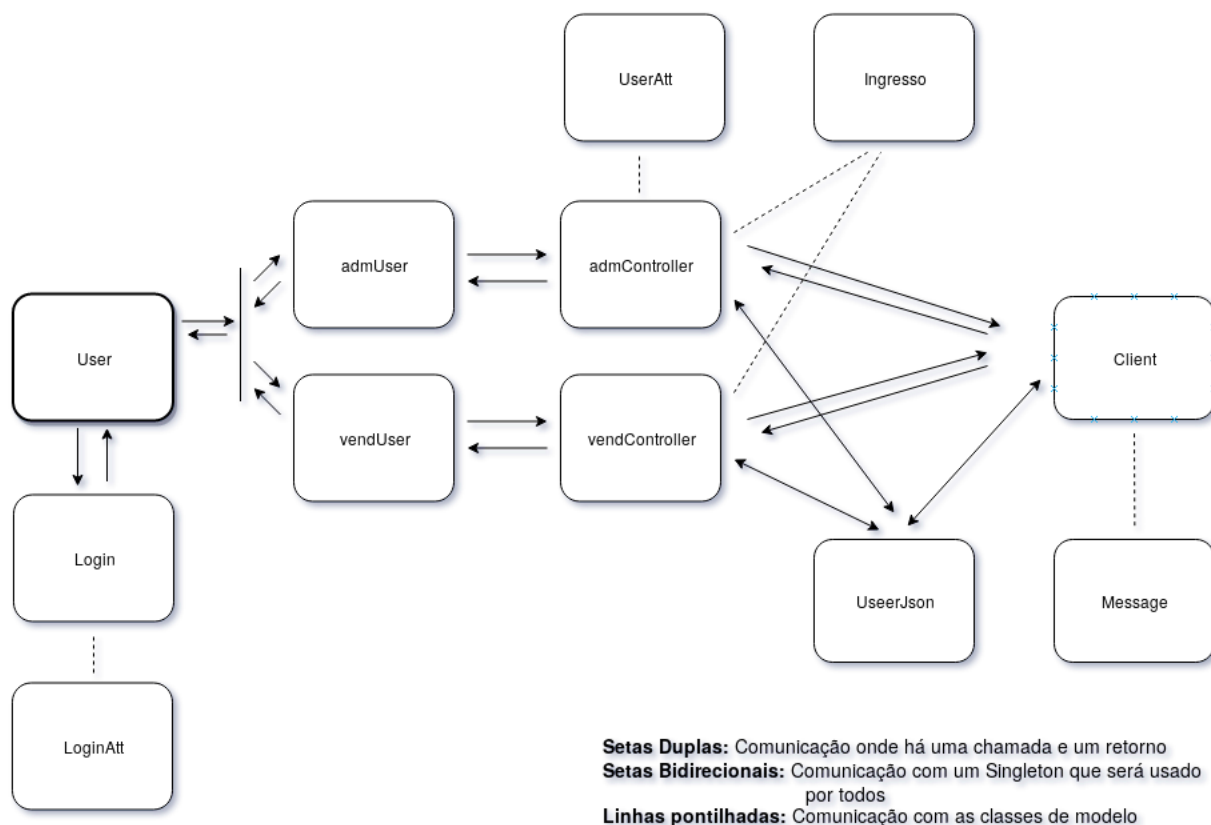 UserAtt
Ingresso
admUser
admController
User
Client
vendUser
vendController
Login
UseerJson
Message
LoginAtt
Setas Duplas: Comunicação onde há uma chamada e um retorno
Setas Bidirecionais: Comunicação com um Singleton que será usado
por todos
Linhas pontilhadas: Comunicação com as classes de modelo